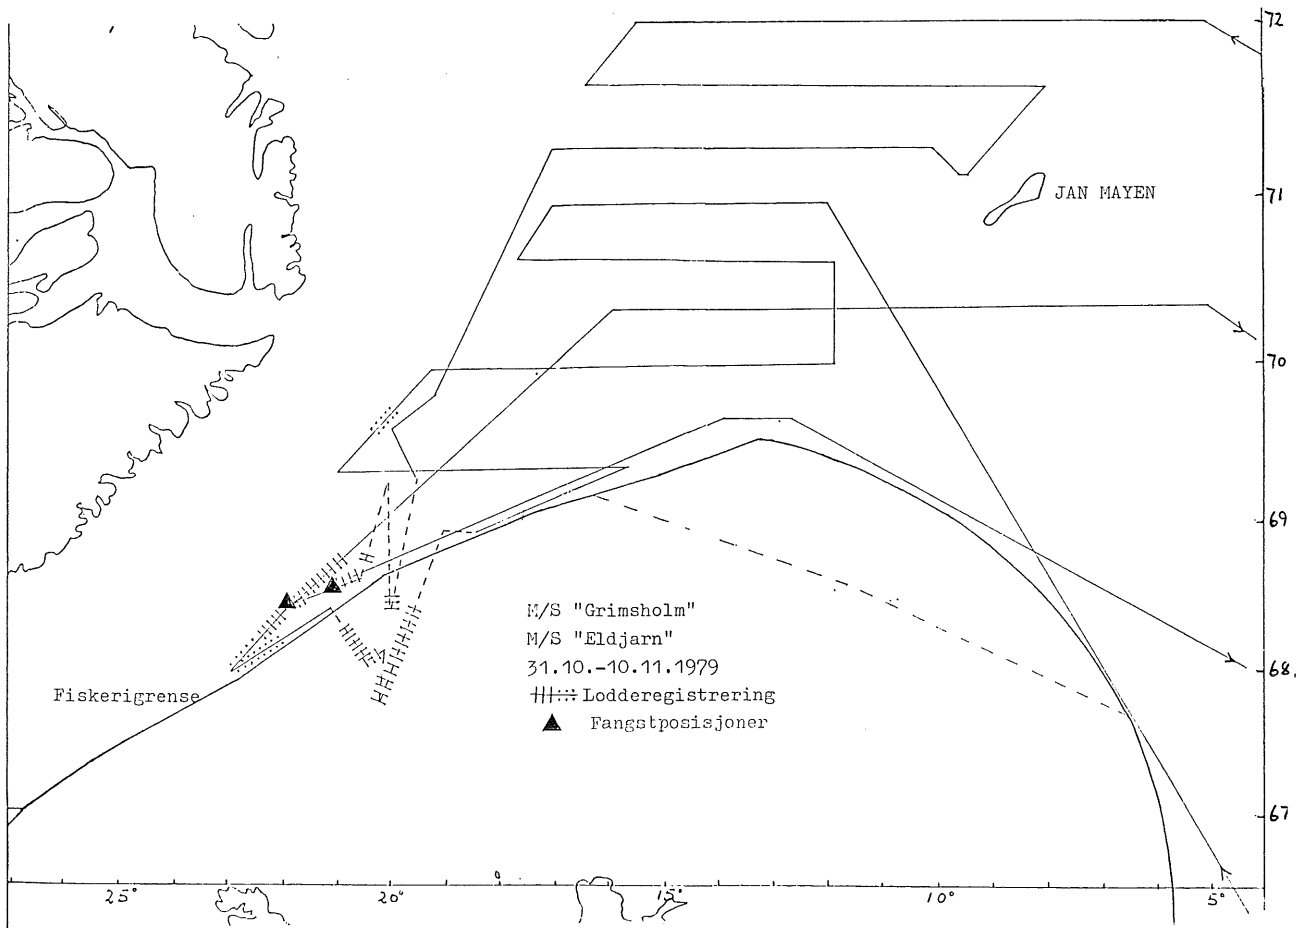 72
JAN MAYEN
71
70
69
M/S "Grimsholm"
M/S "Eldjarn"
31.10.-10.11.1979
68
Lodderegistrering
Fiskerigrense
Fangstposisjoner
67
25° 20° 15° 10° 5°